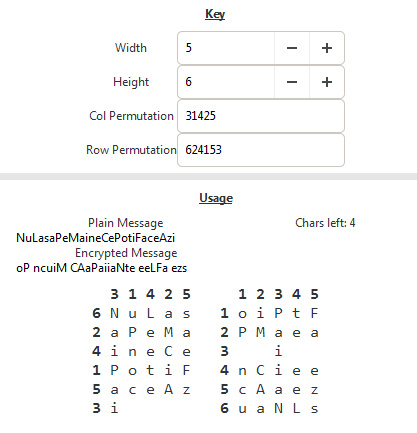 Key
Width 5 − +
Height 6 − +
Col Permutation 31425
Row Permutation 624153
Usage
Plain Message Chars left: 4
NuLasaPeMaineCePotiFaceAzi
Encrypted Message
oP ncuiM CAaPaiiaNte eeLFa ezs
3 1 4 2 5 1 2 3 4 5
6 N u L a s 1 o i P t F
2 a P e M a 2 P M a e a
4 i n e C e 3 i
1 P o t i F 4 n C i e e
5 a c e A z 5 c A a e z
3 i 6 u a N L s